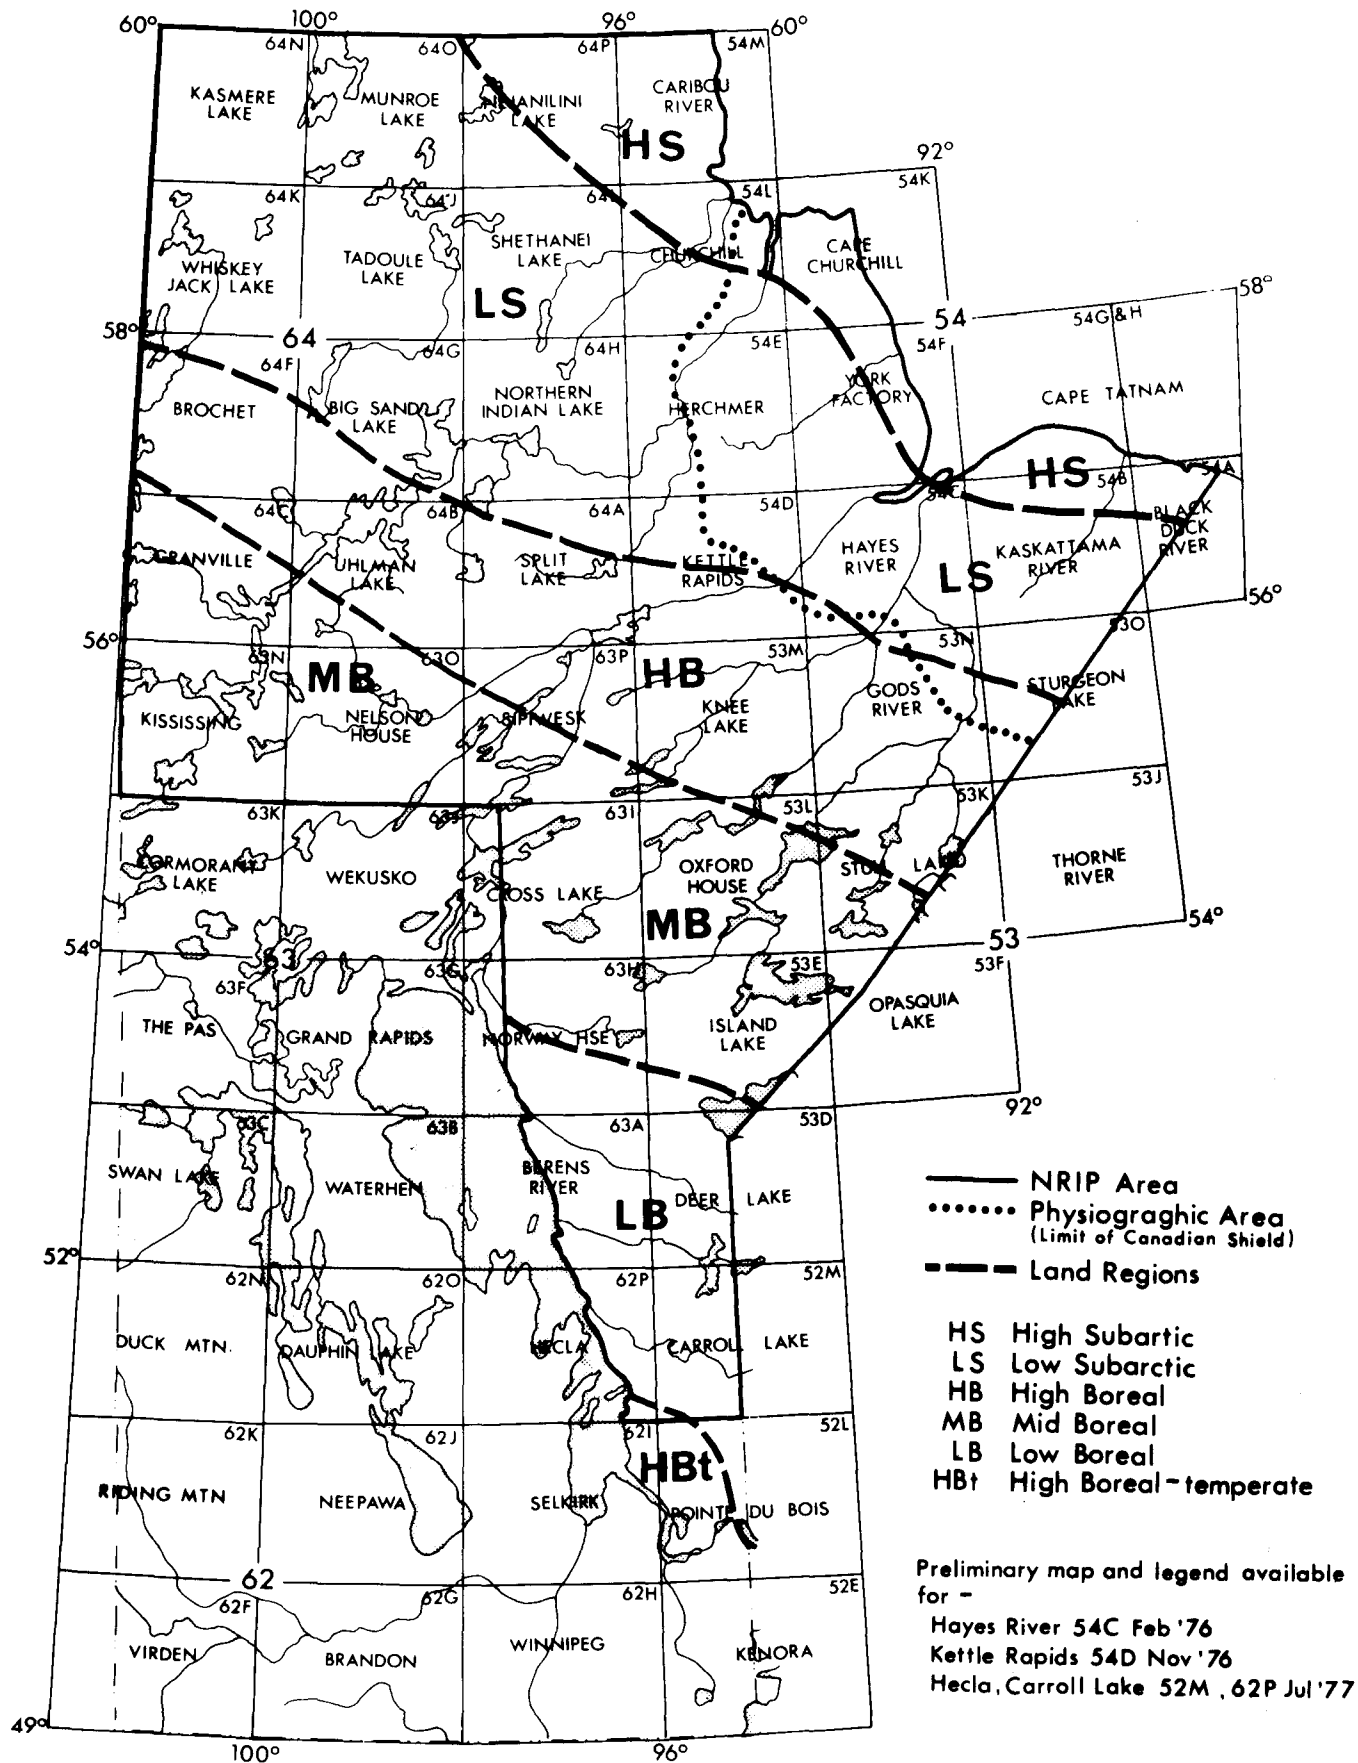 60° 100° 96° 60°
64N 64O 64P 54M
KASMERE
LAKE
MUNROE
LAKE
LAKE
CARIBOU
RIVER
HS
92°
64K 64J 54L 54K
WHISKEY
JACK LAKE
TADOULE
LAKE
SHETHANEI
LAKE
CHURCHILL
CAPE
CHURCHILL
LS
58°
58° 64 54
64F 64G 64H 54E 54F 54G&H
BROCHET
BIG SAND
LAKE
NORTHERN
INDIAN LAKE
HERCHMER
YORK
FACTORY
CAPE TATNAM
HS
64C 64B 64A 54D 54C 54B 54A
GRANVILLE
UHLMAN
LAKE
SPLIT
LAKE
KETTLE
RAPIDS
HAYES
RIVER
KASKATTAMA
RIVER
BLACK
DUCK
RIVER
LS
56° 56°
63N 63O 63P 53M 53N 53O
MB HB
KISSISSING
NELSON
HOUSE
SIPIWESK
KNEE
LAKE
GODS
RIVER
STURGEON
LAKE
63K 63J 63I 53L 53K 53J
CORMORANT
LAKE
WEKUSKO
CROSS LAKE
OXFORD
HOUSE
LAKE
THORNE
RIVER
MB
54° 63 53 54°
63F 63G 63H 53E 53F
THE PAS
GRAND RAPIDS
NORWAY HSE
ISLAND
LAKE
OPASQUIA
LAKE
92°
63C 63B 63A 53D
SWAN LAKE
WATERHEN
BERENS
RIVER
DEER LAKE
LB
52°
62N 62O 62P 52M
DUCK MTN.
DAUPHIN LAKE
HECLA
CARROLL LAKE
62K 62J 62I 52L
HBt
RIDING MTN
NEEPAWA
SELKIRK
POINTE DU BOIS
62
62F 62G 62H 52E
VIRDEN
BRANDON
WINNIPEG
KENORA
49° 100° 96°
NRIP Area
Physiograghic Area
(Limit of Canadian Shield)
Land Regions
HS High Subartic
LS Low Subarctic
HB High Boreal
MB Mid Boreal
LB Low Boreal
HBt High Boreal-temperate
Preliminary map and legend available
for -
Hayes River 54C Feb '76
Kettle Rapids 54D Nov '76
Hecla, Carroll Lake 52M , 62P Jul '77